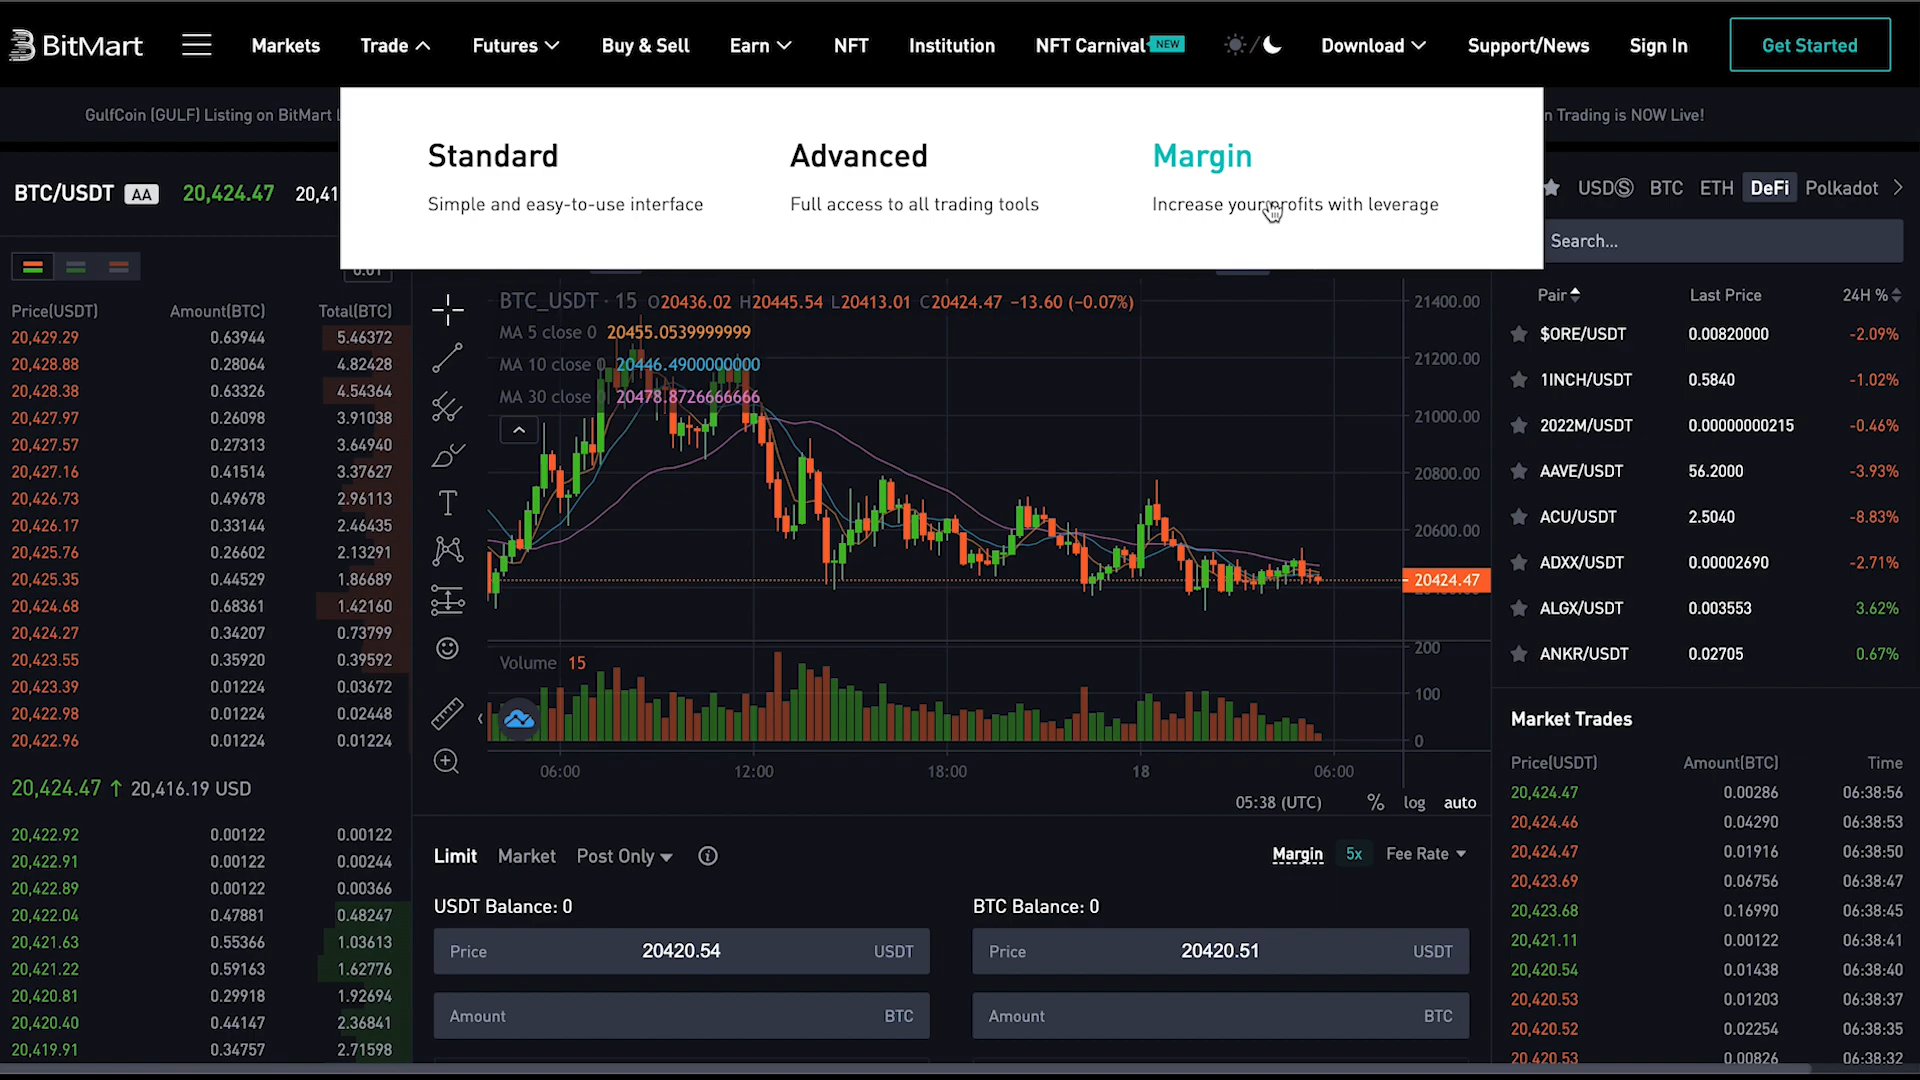 BitMart
Markets
Trade
Futures
Buy & Sell
Earn
NFT
Institution
NFT Carnival NEW
Download
Support/News
Sign In
Get Started
GulfCoin (GULF) Listing on BitMart
n Trading is NOW Live!
Standard
Simple and easy-to-use interface
Advanced
Full access to all trading tools
Margin
Increase your profits with leverage
BTC/USDT AA 20,424.47 20,41
Price(USDT) Amount(BTC) Total(BTC)
20,429.29 0.63944 5.46372
20,428.88 0.28064 4.82428
20,428.38 0.63326 4.54364
20,427.97 0.26098 3.91038
20,427.57 0.27313 3.64940
20,427.16 0.41514 3.37627
20,426.73 0.49678 2.96113
20,426.17 0.33144 2.46435
20,425.76 0.26602 2.13291
20,425.35 0.44529 1.86689
20,424.68 0.68361 1.42160
20,424.27 0.34207 0.73799
20,423.55 0.35920 0.39592
20,423.39 0.01224 0.03672
20,422.98 0.01224 0.02448
20,422.96 0.01224 0.01224
20,424.47 ↑ 20,416.19 USD
20,422.92 0.00122 0.00122
20,422.91 0.00122 0.00244
20,422.89 0.00122 0.00366
20,422.04 0.47881 0.48247
20,421.63 0.55366 1.03613
20,421.22 0.59163 1.62776
20,420.81 0.29918 1.92694
20,420.40 0.44147 2.36841
20,419.91 0.34757 2.71598
BTC_USDT · 15 O20436.02 H20445.54 L20413.01 C20424.47 −13.60 (−0.07%)
MA 5 close 0 20455.0539999999
MA 10 close 0 20446.4900000000
MA 30 close 0 20478.8726666666
21400.00
21200.00
21000.00
20800.00
20600.00
20424.47
Volume 15
200
100
0
06:00 12:00 18:00 18 06:00
05:38 (UTC) % log auto
Limit Market Post Only
Margin 5x Fee Rate
USDT Balance: 0
BTC Balance: 0
Price 20420.54 USDT
Price 20420.51 USDT
Amount BTC
Amount BTC
USDⓈ BTC ETH DeFi Polkadot
Search...
Pair Last Price 24H %
$ORE/USDT 0.00820000 -2.09%
1INCH/USDT 0.5840 -1.02%
2022M/USDT 0.00000000215 -0.46%
AAVE/USDT 56.2000 -3.93%
ACU/USDT 2.5040 -8.83%
ADXX/USDT 0.00002690 -2.71%
ALGX/USDT 0.003553 3.62%
ANKR/USDT 0.02705 0.67%
Market Trades
Price(USDT) Amount(BTC) Time
20,424.47 0.00286 06:38:56
20,424.46 0.04290 06:38:53
20,424.47 0.01916 06:38:50
20,423.69 0.06756 06:38:47
20,423.68 0.16990 06:38:45
20,421.11 0.00122 06:38:41
20,420.54 0.01438 06:38:40
20,420.53 0.01203 06:38:37
20,420.52 0.02254 06:38:35
20,420.53 0.00826 06:38:32